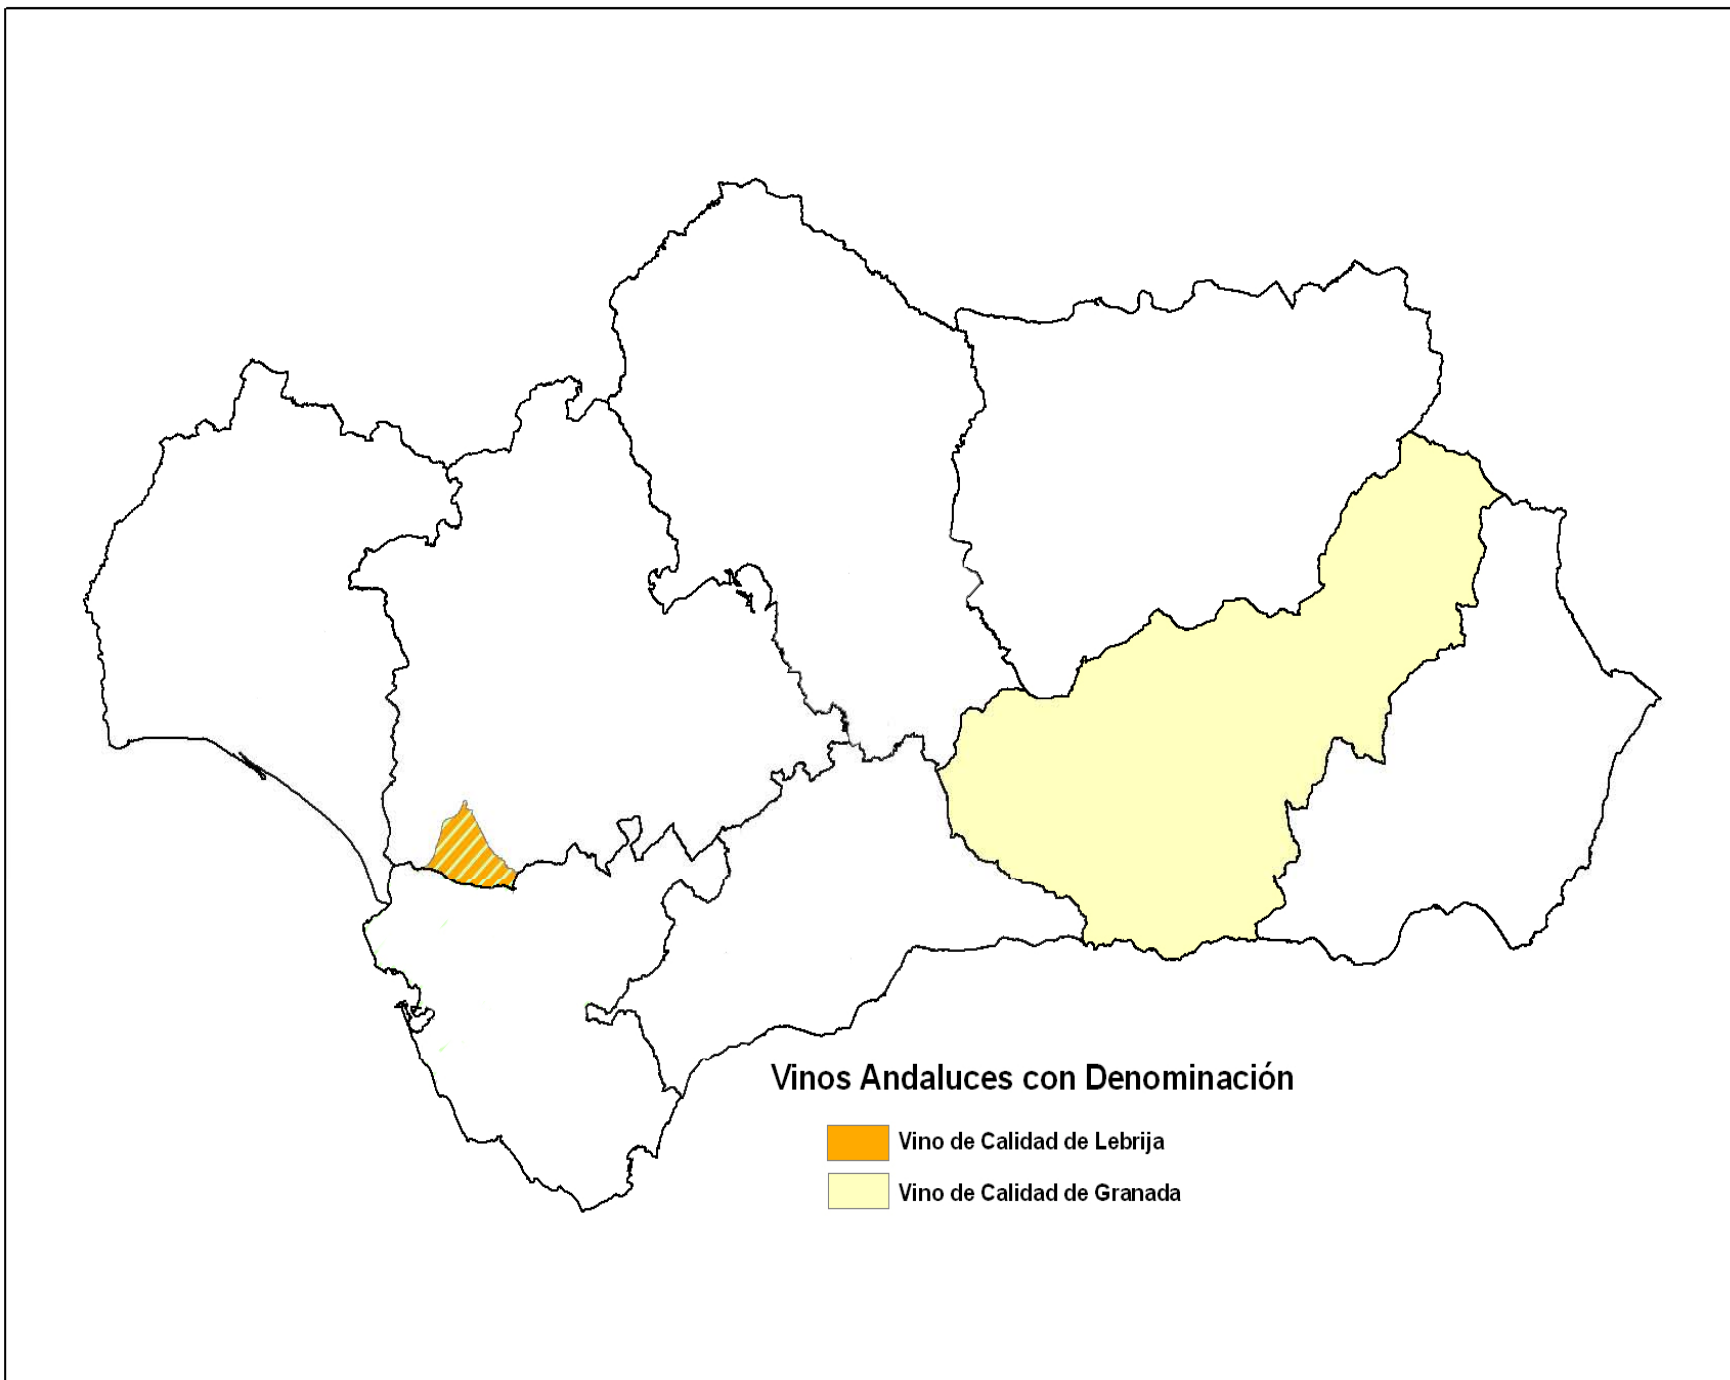 Vinos Andaluces con Denominación
Vino de Calidad de Lebrija
Vino de Calidad de Granada